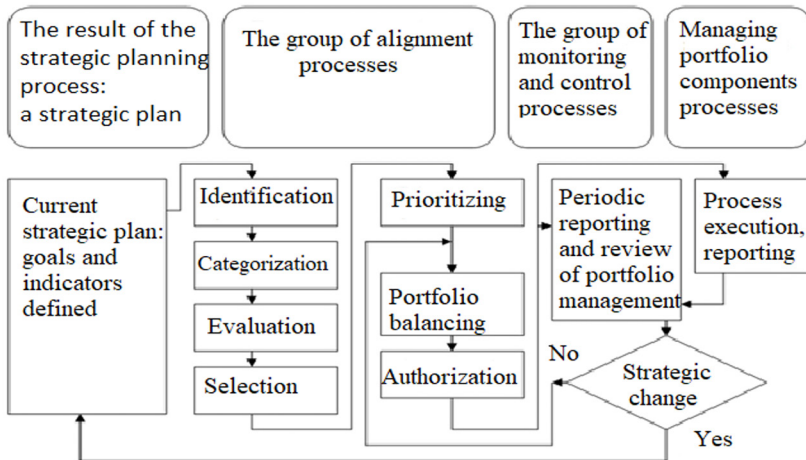 The result of the
strategic planning
process:
a strategic plan
The group of alignment
processes
The group of
monitoring
and control
processes
Managing
portfolio
components
processes
Current
strategic plan:
goals and
indicators
defined
Identification
Categorization
Evaluation
Selection
Prioritizing
Portfolio
balancing
Authorization
Periodic
reporting
and review
of portfolio
management
Process
execution,
reporting
No
Strategic
change
Yes